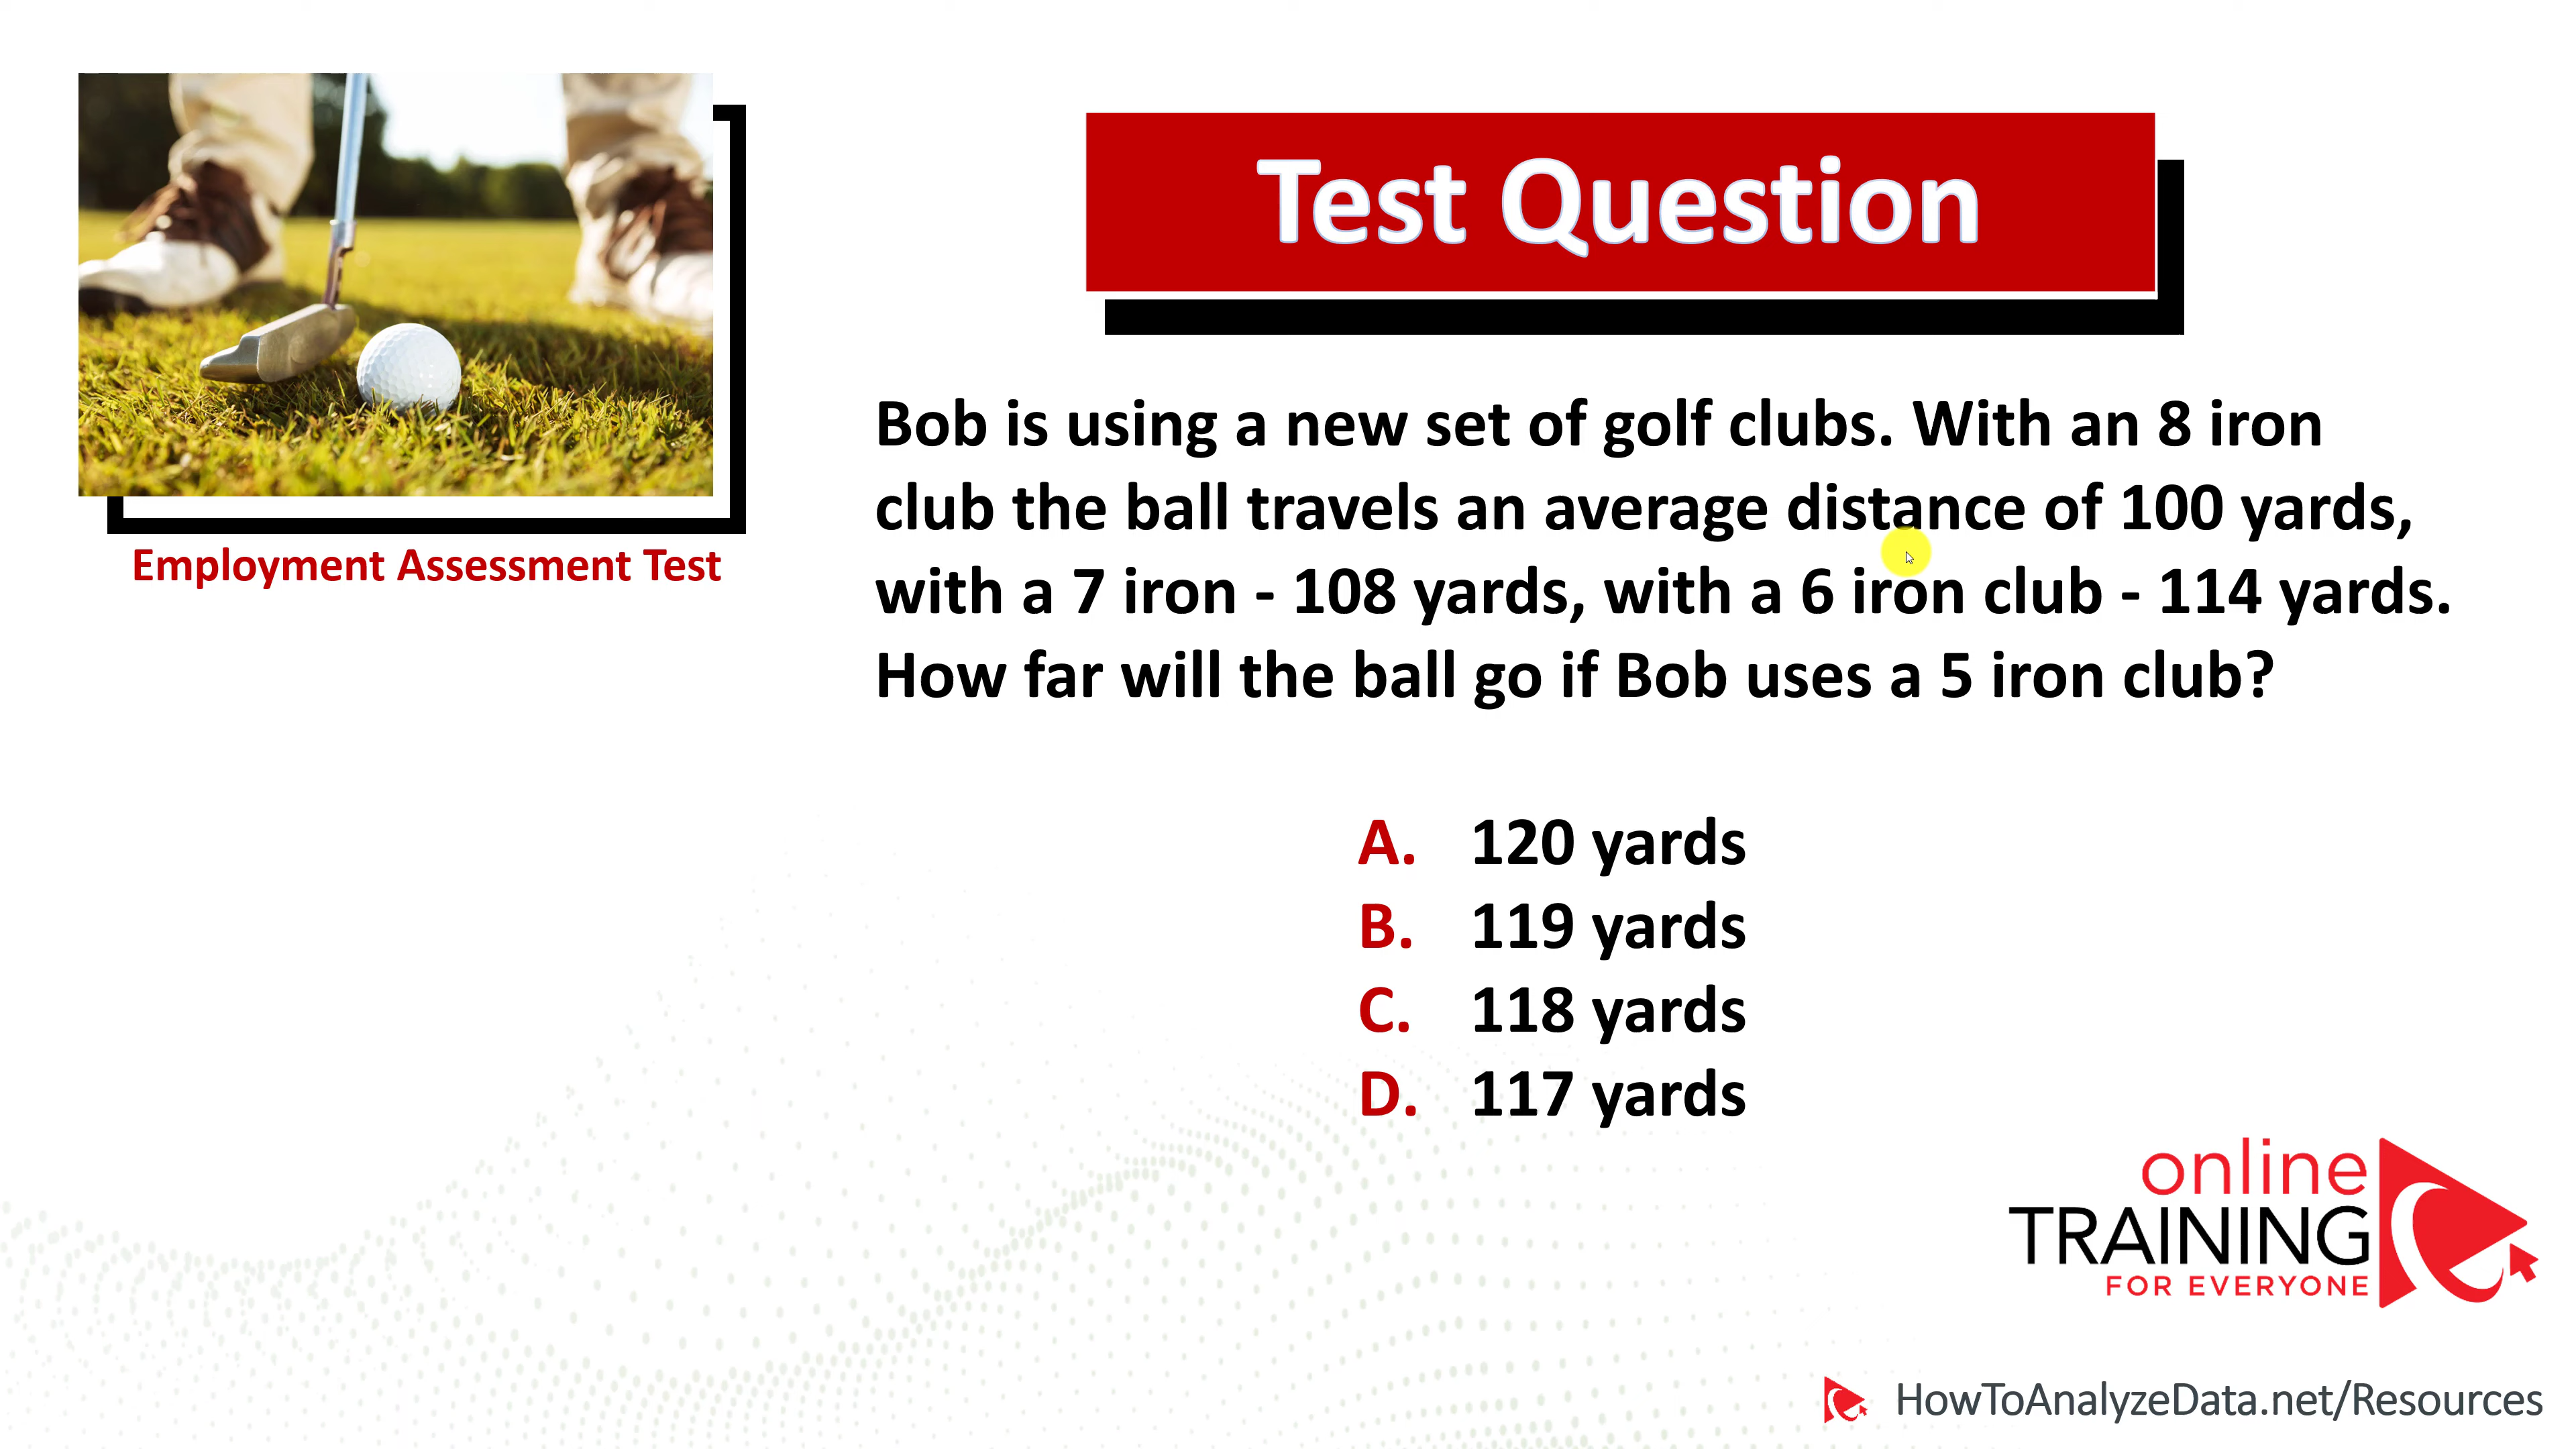 Test Question
Employment Assessment Test
Bob is using a new set of golf clubs. With an 8 iron
club the ball travels an average distance of 100 yards,
with a 7 iron - 108 yards, with a 6 iron club - 114 yards.
How far will the ball go if Bob uses a 5 iron club?
A. 120 yards
B. 119 yards
C. 118 yards
D. 117 yards
online
TRAINING
FOR EVERYONE
HowToAnalyzeData.net/Resources